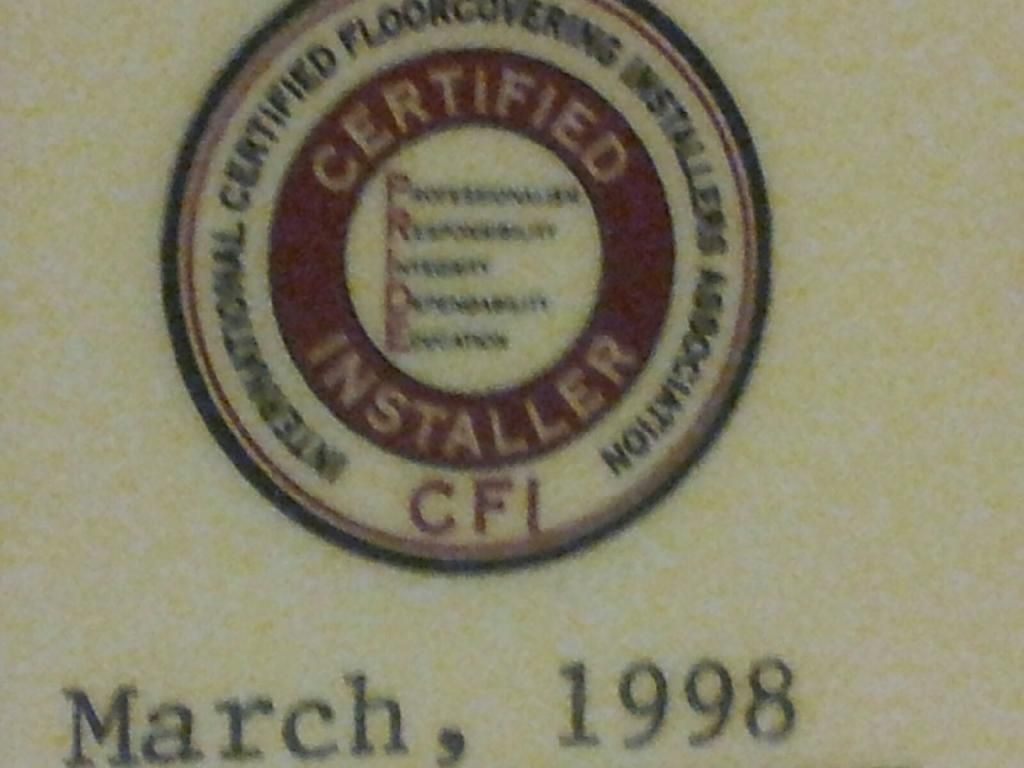 INTERNATIONAL CERTIFIED FLOORCOVERING INSTALLERS ASSOCIATION
CERTIFIED
PROFESSIONALISM
RESPONSIBILITY
INTEGRITY
DEPENDABILITY
EDUCATION
INSTALLER
CFI
March, 1998